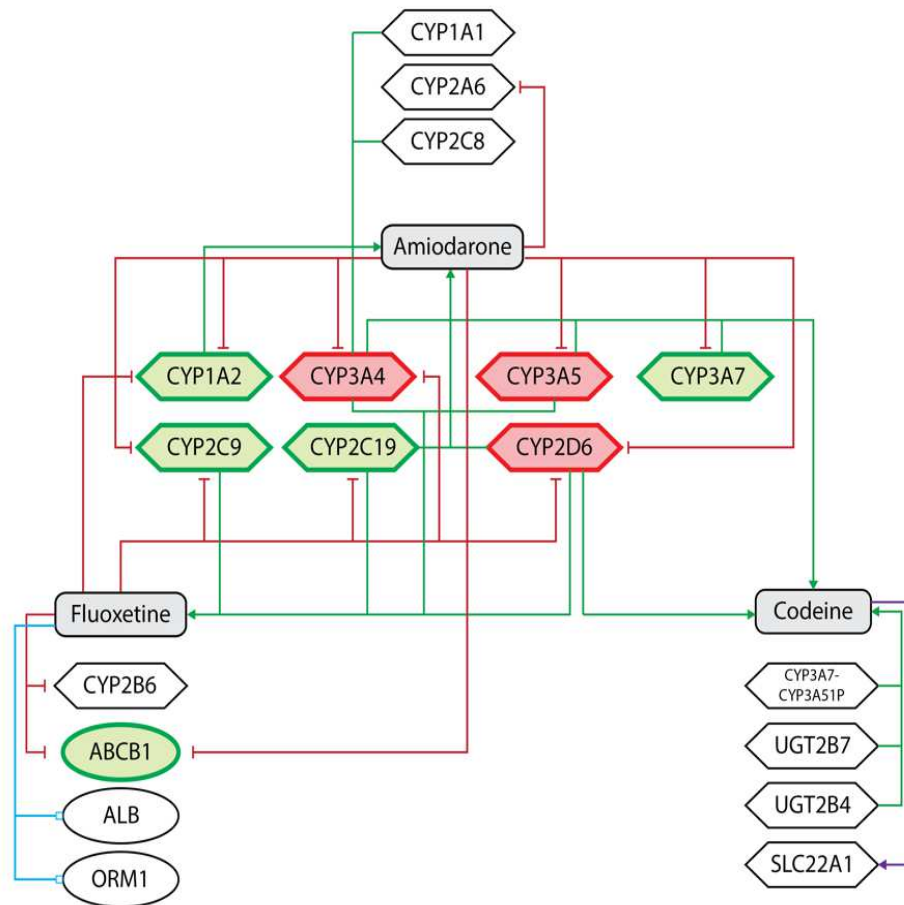 CYP1A1
CYP2A6
CYP2C8
Amiodarone
CYP1A2
CYP3A4
CYP3A5
CYP3A7
CYP2C9
CYP2C19
CYP2D6
Fluoxetine
Codeine
CYP2B6
CYP3A7-
CYP3A51P
ABCB1
UGT2B7
ALB
UGT2B4
ORM1
SLC22A1